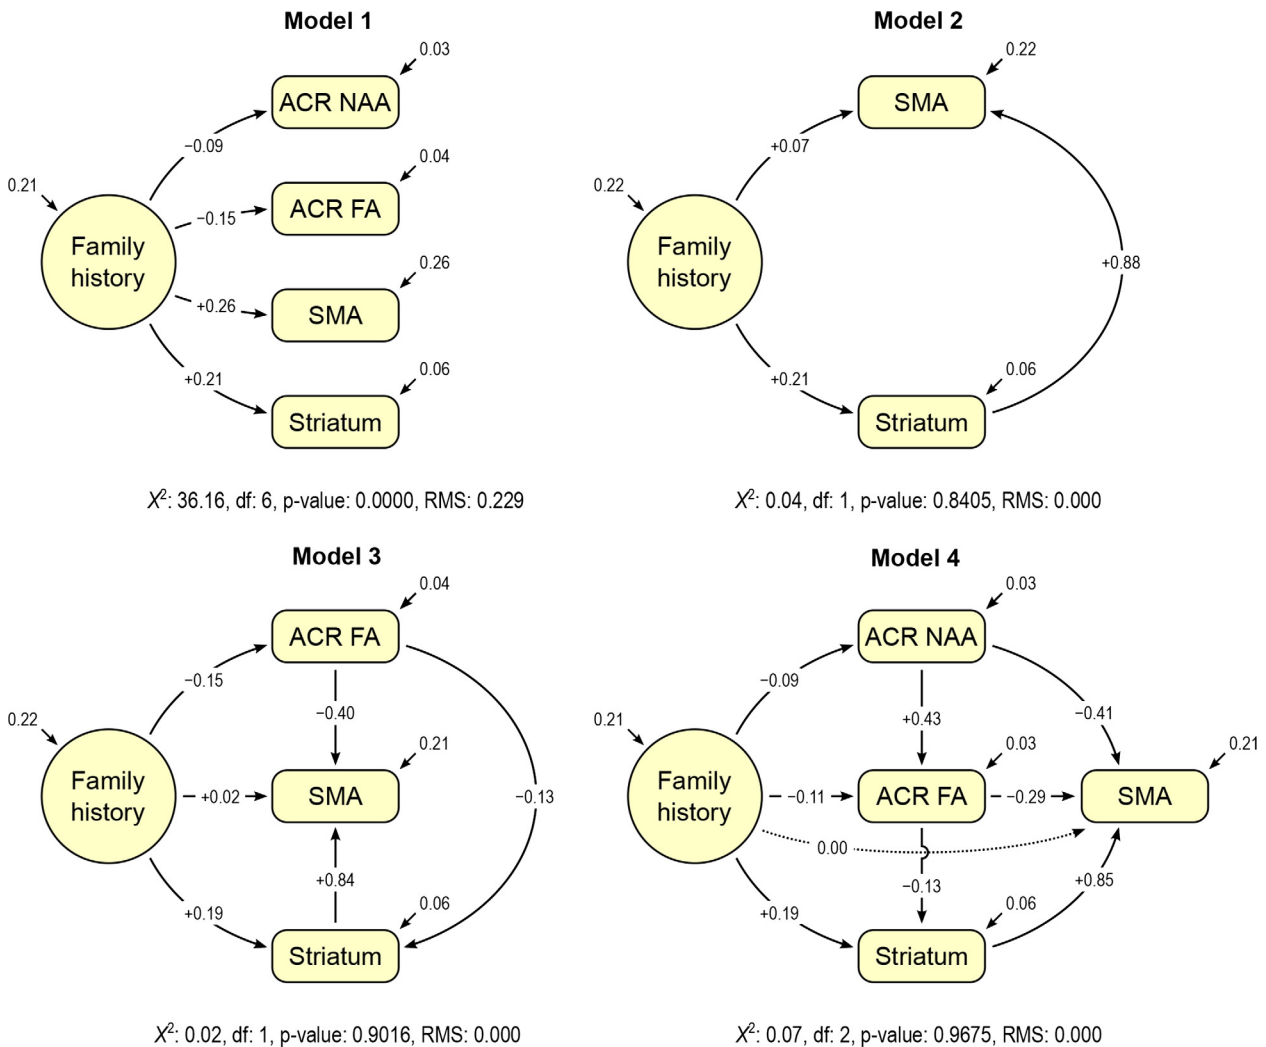 Model 1
0.03
ACR NAA
−0.09
0.04
0.21
ACR FA
−0.15
Family
history
0.26
+0.26
SMA
0.06
+0.21
Striatum
X²: 36.16, df: 6, p-value: 0.0000, RMS: 0.229
Model 2
0.22
SMA
+0.07
0.22
Family
history
+0.88
0.06
+0.21
Striatum
X²: 0.04, df: 1, p-value: 0.8405, RMS: 0.000
Model 3
0.04
ACR FA
−0.15
−0.40
0.22
0.21
Family
history
+0.02
SMA
−0.13
+0.84
0.06
+0.19
Striatum
X²: 0.02, df: 1, p-value: 0.9016, RMS: 0.000
Model 4
0.03
ACR NAA
−0.09
−0.41
+0.43
0.21
0.03
0.21
Family
history
−0.11
ACR FA
−0.29
SMA
0.00
−0.13
+0.85
0.06
+0.19
Striatum
X²: 0.07, df: 2, p-value: 0.9675, RMS: 0.000